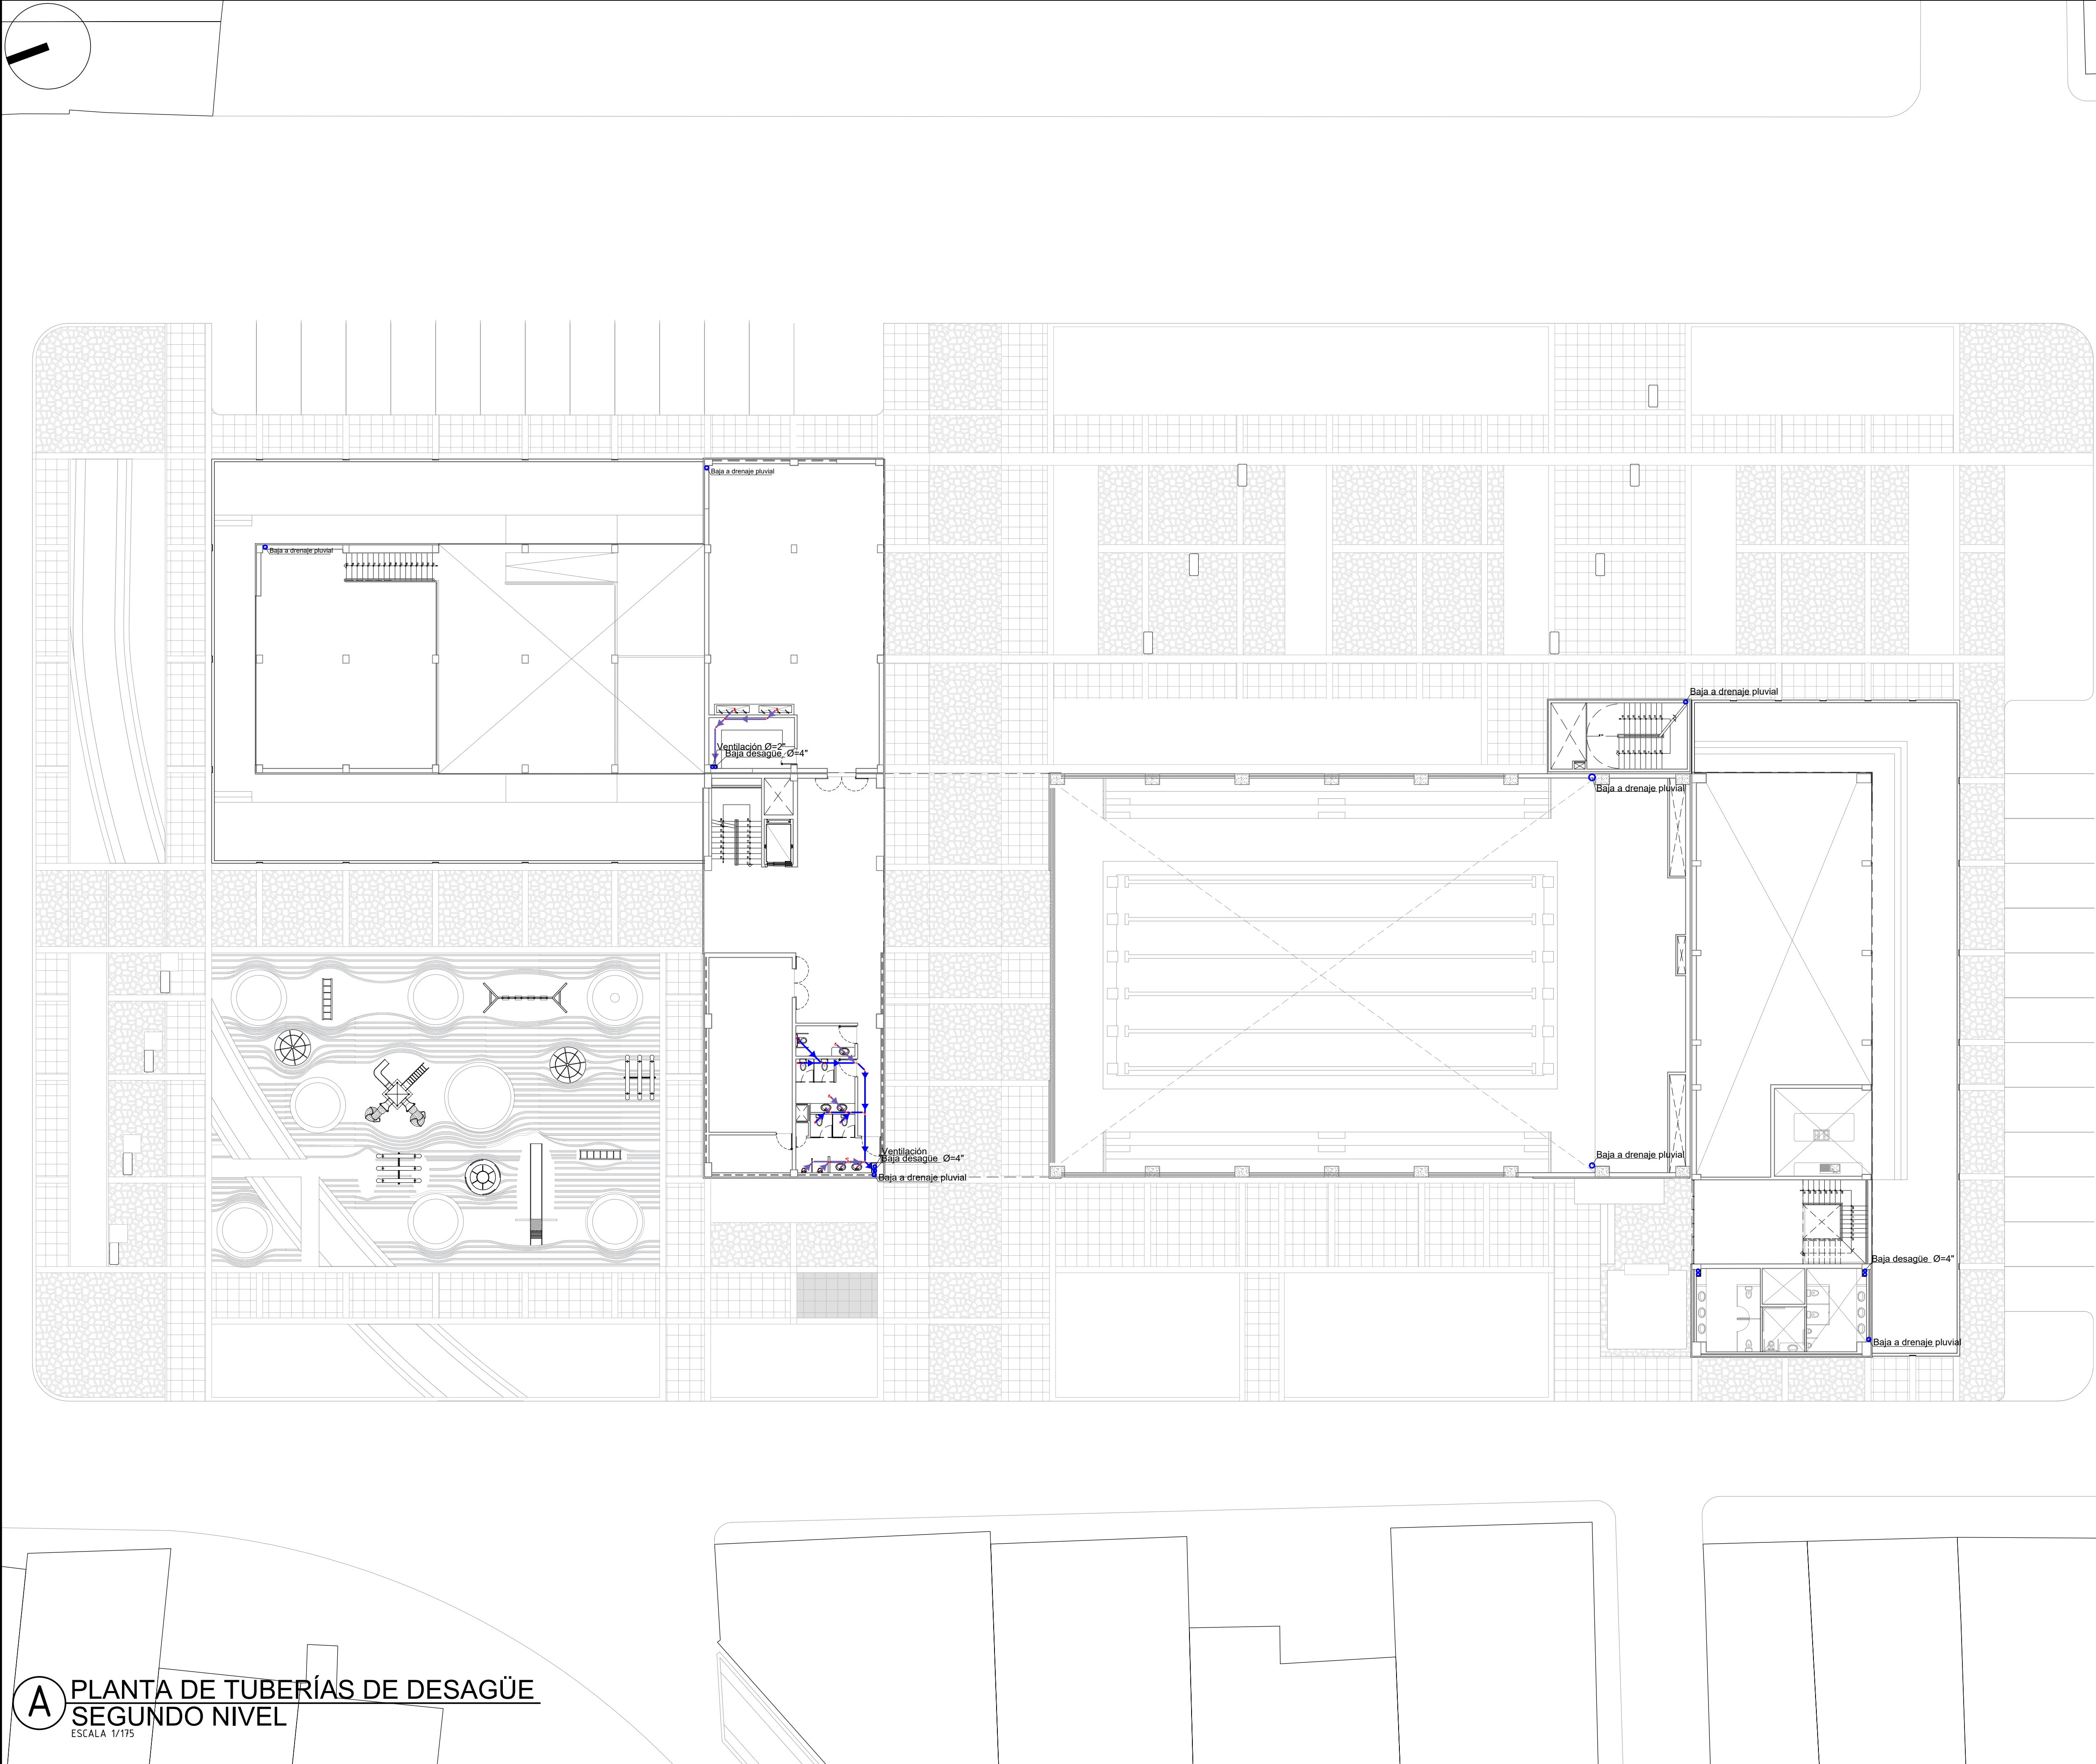 Baja a drenaje pluvial
Baja a drenaje pluvial
Baja a drenaje pluvial
Ventilación Ø=2"
Baja desagüe Ø=4"
Baja a drenaje pluvial
Ventilación
Baja desagüe Ø=4"
Baja a drenaje pluvial
Baja a drenaje pluvial
Baja desagüe Ø=4"
Baja a drenaje pluvial
A
PLANTA DE TUBERÍAS DE DESAGÜE
SEGUNDO NIVEL
ESCALA 1/175